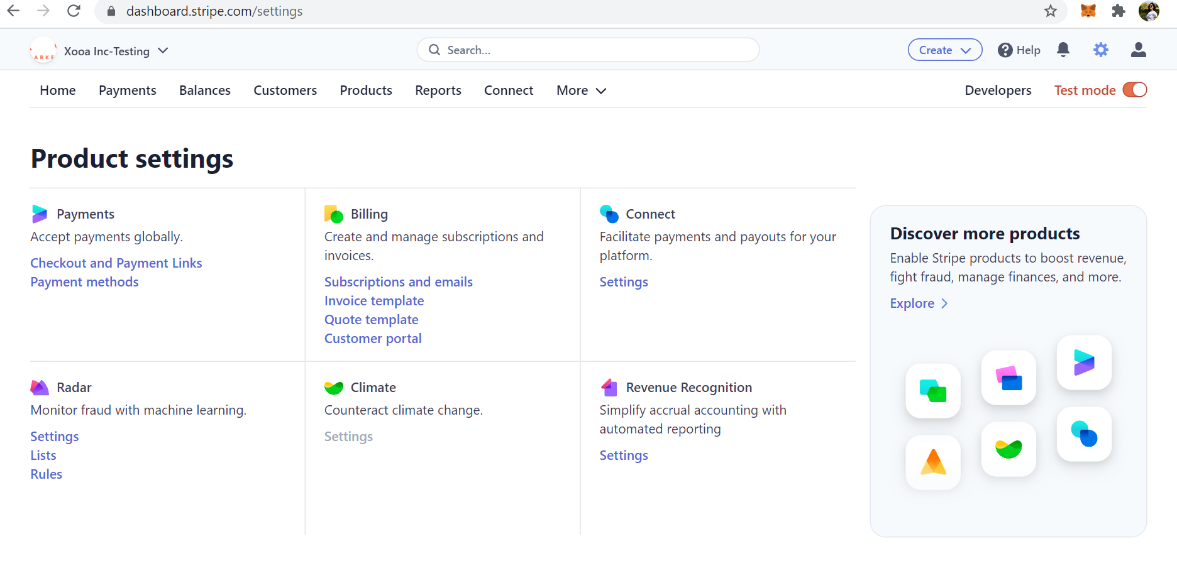 dashboard.stripe.com/settings
ARKE
Xooa Inc-Testing
Search...
Create
Help
Home Payments Balances Customers Products Reports Connect More
Developers Test mode
Product settings
Payments
Accept payments globally.
Checkout and Payment Links
Payment methods
Billing
Create and manage subscriptions and
invoices.
Subscriptions and emails
Invoice template
Quote template
Customer portal
Connect
Facilitate payments and payouts for your
platform.
Settings
Radar
Monitor fraud with machine learning.
Settings
Lists
Rules
Climate
Counteract climate change.
Settings
Revenue Recognition
Simplify accrual accounting with
automated reporting
Settings
Discover more products
Enable Stripe products to boost revenue,
fight fraud, manage finances, and more.
Explore